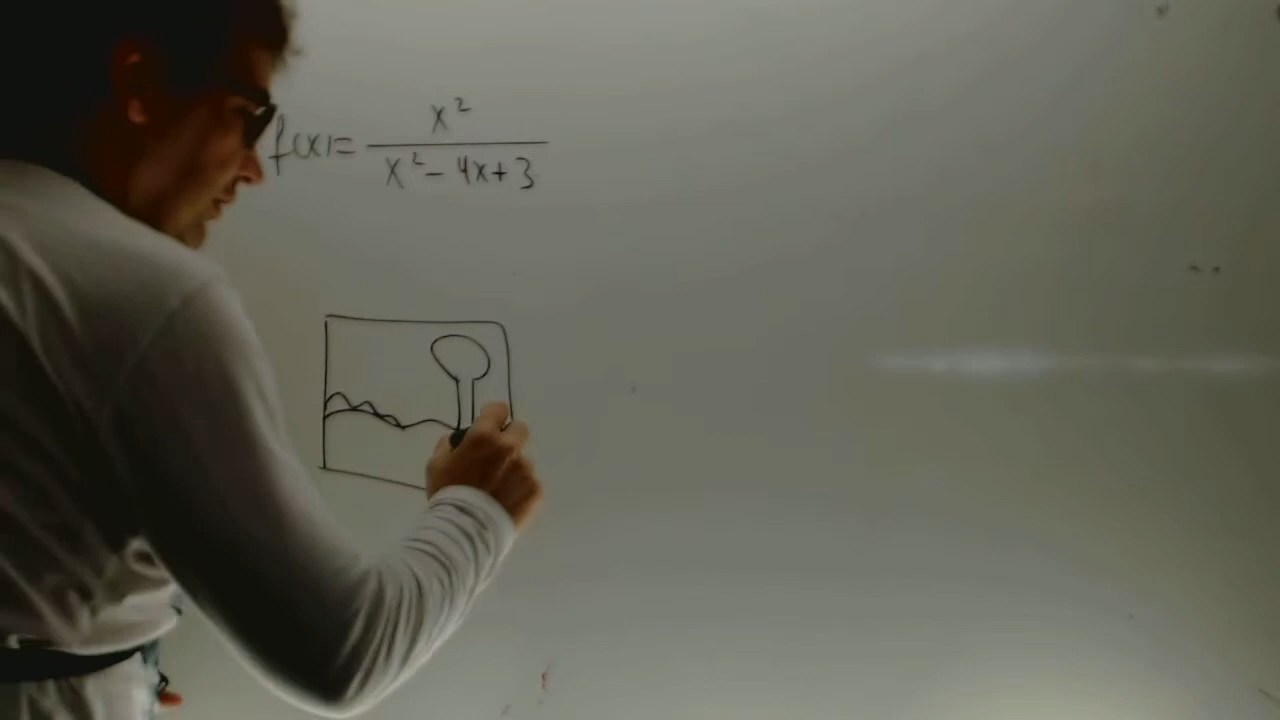 f(x)= x² / x² - 4x + 3